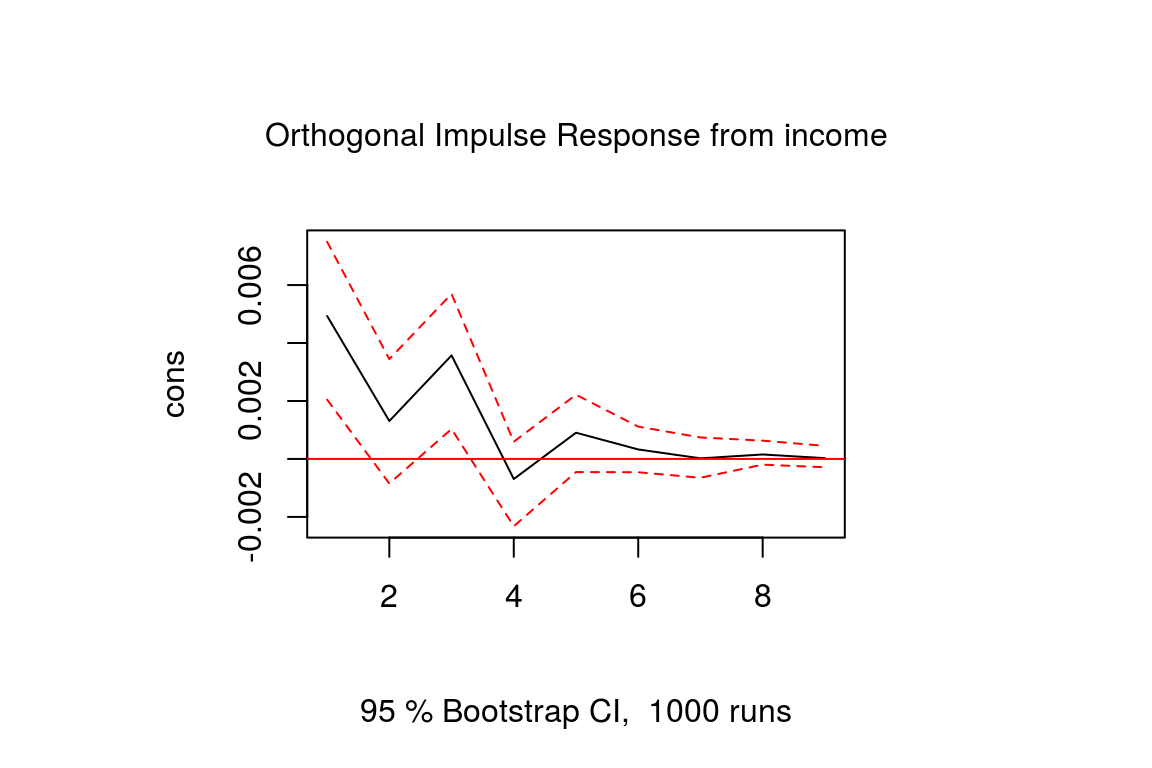 Orthogonal Impulse Response from income
cons
0.006
0.002
-0.002
2 4 6 8
95 % Bootstrap CI,  1000 runs